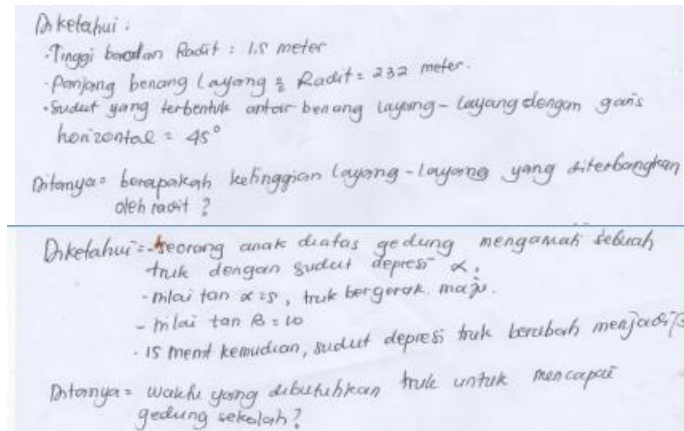 Diketahui :
·Tinggi badan Radit : 1.5 meter
·Panjang benang Layang² Radit = 232 meter.
·Sudut yang terbentuk antar benang layang-layang dengan garis
horizontal = 45°
Ditanya = berapakah ketinggian layang-layang yang diterbangkan
oleh radit ?
Diketahui = -seorang anak diatas gedung mengamati sebuah
truk dengan sudut depresi α.
- nilai tan α = 5, truk bergerak maju.
- nilai tan β = 10
· 15 menit kemudian, sudut depresi truk berubah menjadi β
Ditanya = waktu yang dibutuhkan truk untuk mencapai
gedung sekolah?